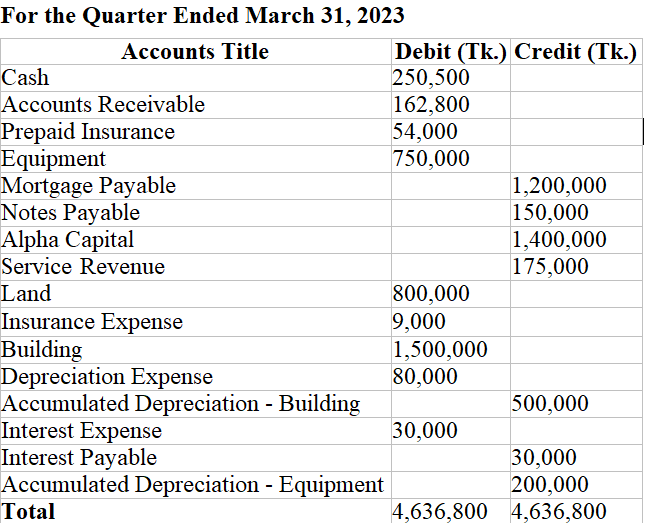 For the Quarter Ended March 31, 2023
Accounts Title Debit (Tk.) Credit (Tk.)
Cash 250,500
Accounts Receivable 162,800
Prepaid Insurance 54,000
Equipment 750,000
Mortgage Payable 1,200,000
Notes Payable 150,000
Alpha Capital 1,400,000
Service Revenue 175,000
Land 800,000
Insurance Expense 9,000
Building 1,500,000
Depreciation Expense 80,000
Accumulated Depreciation - Building 500,000
Interest Expense 30,000
Interest Payable 30,000
Accumulated Depreciation - Equipment 200,000
Total 4,636,800 4,636,800